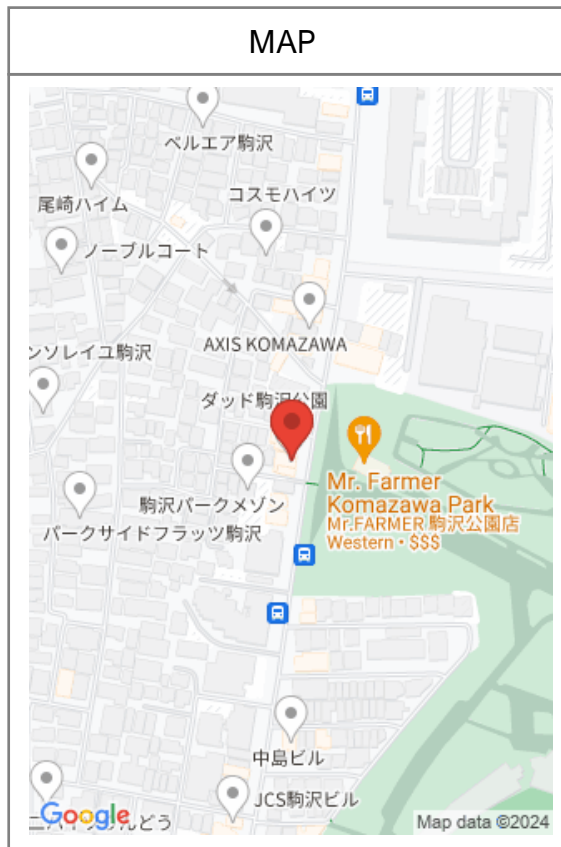 MAP
ベルエア駒沢
尾崎ハイム
コスモハイツ
ノーブルコート
AXIS KOMAZAWA
ンソレイユ駒沢
ダッド駒沢公園
Mr. Farmer
Komazawa Park
Mr.FARMER 駒沢公園店
Western • $$$
駒沢パークメゾン
パークサイドフラッツ駒沢
中島ビル
JCS駒沢ビル
Google
Map data ©2024